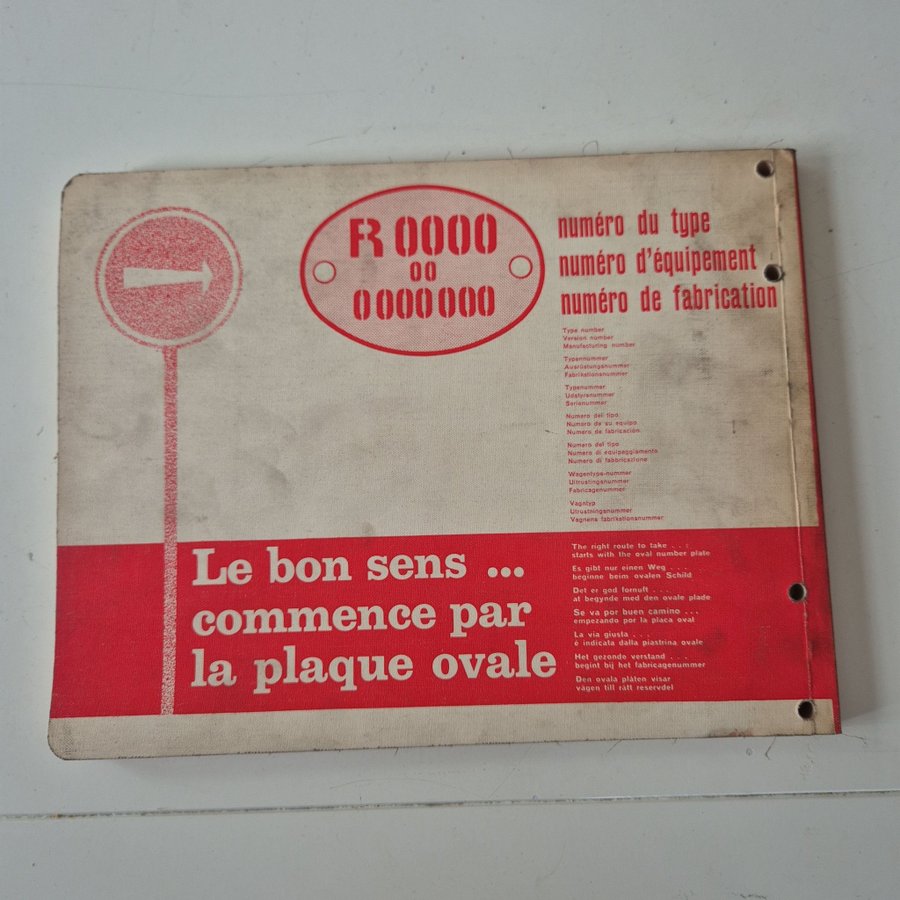 R 0000
00
0000000
numéro du type
numéro d'équipement
numéro de fabrication
Type number
Version number
Manufacturing number
Typennummer
Ausrüstungsnummer
Fabrikationsnummer
Typenummer
Udstyrsnummer
Serienummer
Numero del tipo
Numero de su equipo
Numero de fabricación
Numero del tipo
Numero di equipaggiamento
Numero di fabbricazione
Wagentype-nummer
Uitrustingsnummer
Fabricagenummer
Vagntyp
Utrustningsnummer
Vagnens fabrikationsnummer
Le bon sens ...
commence par
la plaque ovale
The right route to take . . :
starts with the oval number plate
Es gibt nur einen Weg . . .
beginne beim ovalen Schild
Det er god fornuft . . .
at begynde med den ovale plade
Se va por buen camino ...
empezando por la placa oval
La via giusta . . .
è indicata dalla piastrina ovale
Het gezonde verstand . . .
begint bij het fabricagenummer
Den ovala plåten visar
vägen till rätt reservdel